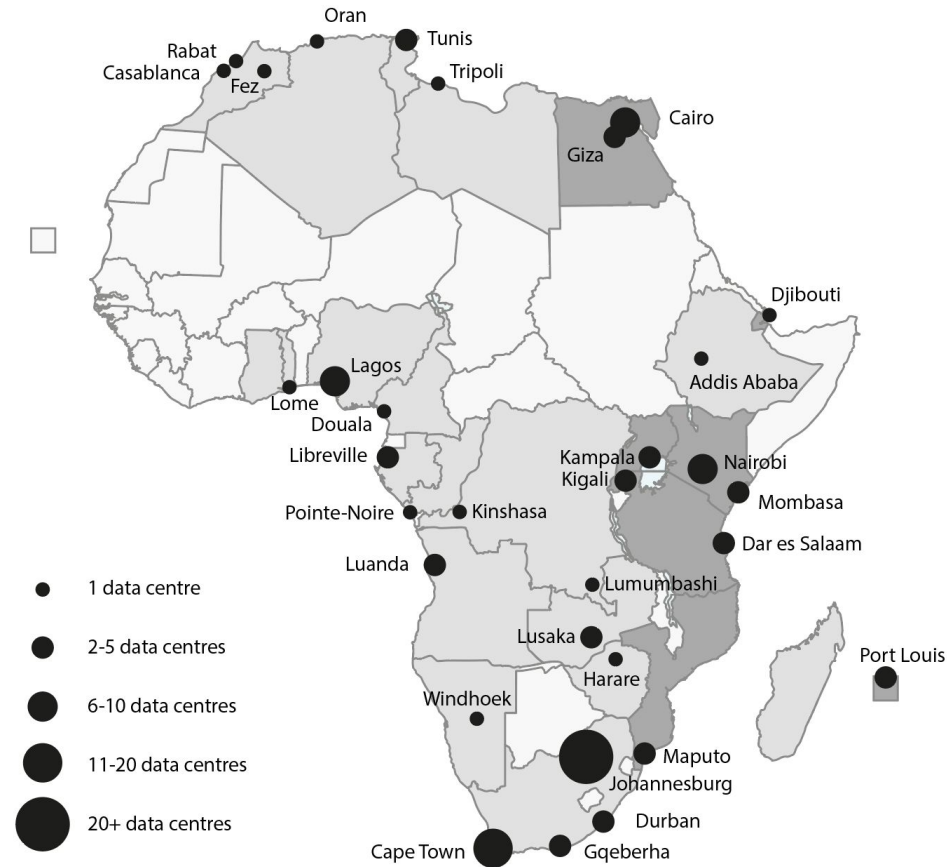 Oran
Tunis
Rabat
Casablanca
Fez
Tripoli
Cairo
Giza
Djibouti
Addis Ababa
Lagos
Lome
Douala
Libreville
Kampala
Kigali
Nairobi
Mombasa
Pointe-Noire
Kinshasa
Dar es Salaam
Luanda
Lumumbashi
Lusaka
Harare
Port Louis
Windhoek
Maputo
Johannesburg
Durban
Cape Town
Gqeberha
1 data centre
2-5 data centres
6-10 data centres
11-20 data centres
20+ data centres